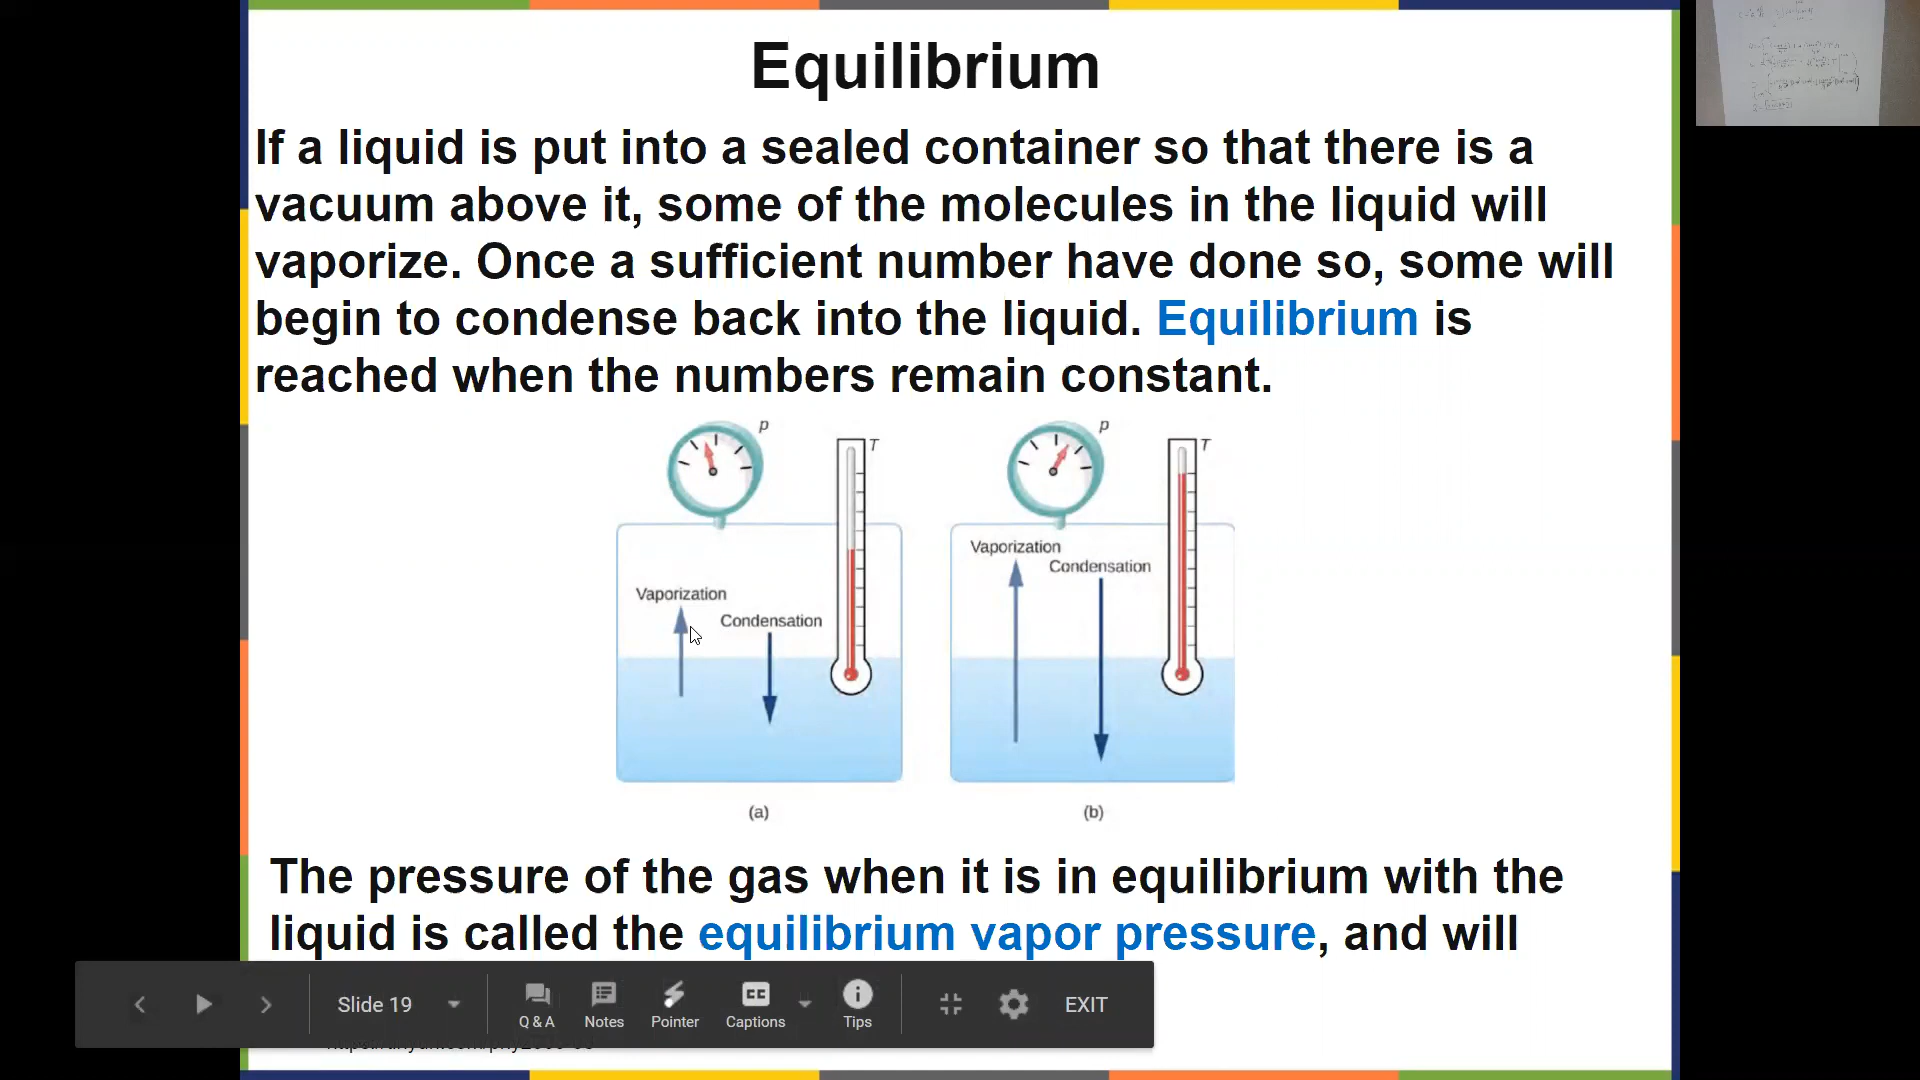 Equilibrium
If a liquid is put into a sealed container so that there is a
vacuum above it, some of the molecules in the liquid will
vaporize. Once a sufficient number have done so, some will
begin to condense back into the liquid. Equilibrium is
reached when the numbers remain constant.
p
T
Vaporization
Condensation
(a)
p
T
Vaporization
Condensation
(b)
The pressure of the gas when it is in equilibrium with the
liquid is called the equilibrium vapor pressure, and will
Slide 19
Q & A
Notes
CC
Pointer
Captions
Tips
EXIT